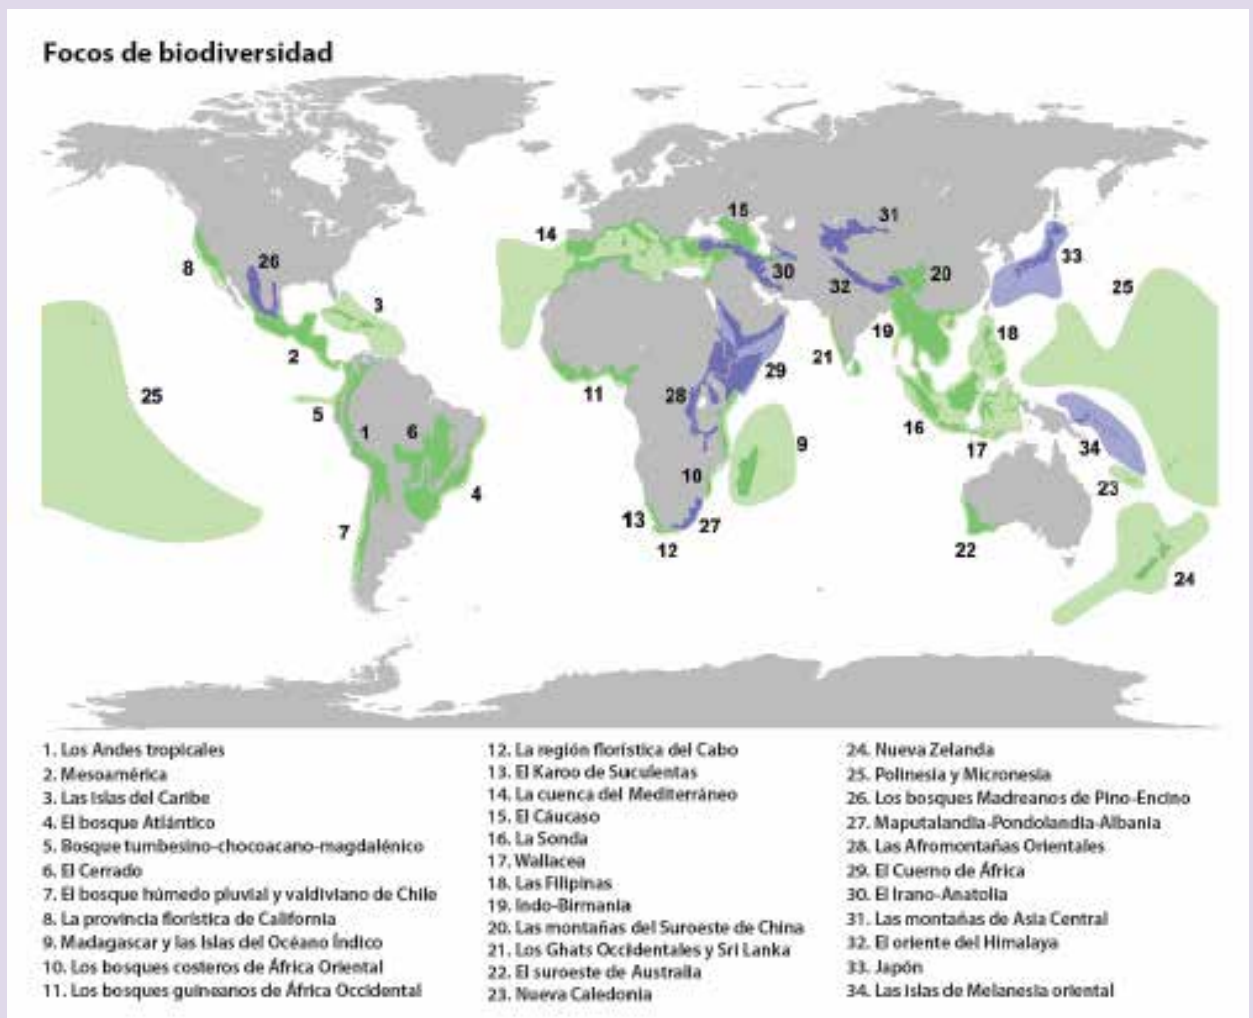 Focos de biodiversidad
31
15
14
33
26
8
30
20
32
25
3
18
19
21
2
29
11
28
25
5
1
6
9
16
34
17
10
4
23
13
27
7
12
22
24
1. Los Andes tropicales
2. Mesoamérica
3. Las Islas del Caribe
4. El bosque Atlántico
5. Bosque tumbesino-chocoacano-magdalénico
6. El Cerrado
7. El bosque húmedo pluvial y valdiviano de Chile
8. La provincia florística de California
9. Madagascar y las Islas del Océano Índico
10. Los bosques costeros de África Oriental
11. Los bosques guineanos de África Occidental
12. La región florística del Cabo
13. El Karoo de Suculentas
14. La cuenca del Mediterráneo
15. El Cáucaso
16. La Sonda
17. Wallacea
18. Las Filipinas
19. Indo-Birmania
20. Las montañas del Suroeste de China
21. Los Ghats Occidentales y Sri Lanka
22. El suroeste de Australia
23. Nueva Caledonia
24. Nueva Zelanda
25. Polinesia y Micronesia
26. Los bosques Madreanos de Pino-Encino
27. Maputalandia-Pondolandia-Albania
28. Las Afromontañas Orientales
29. El Cuerno de África
30. El Irano-Anatolia
31. Las montañas de Asia Central
32. El oriente del Himalaya
33. Japón
34. Las islas de Melanesia oriental